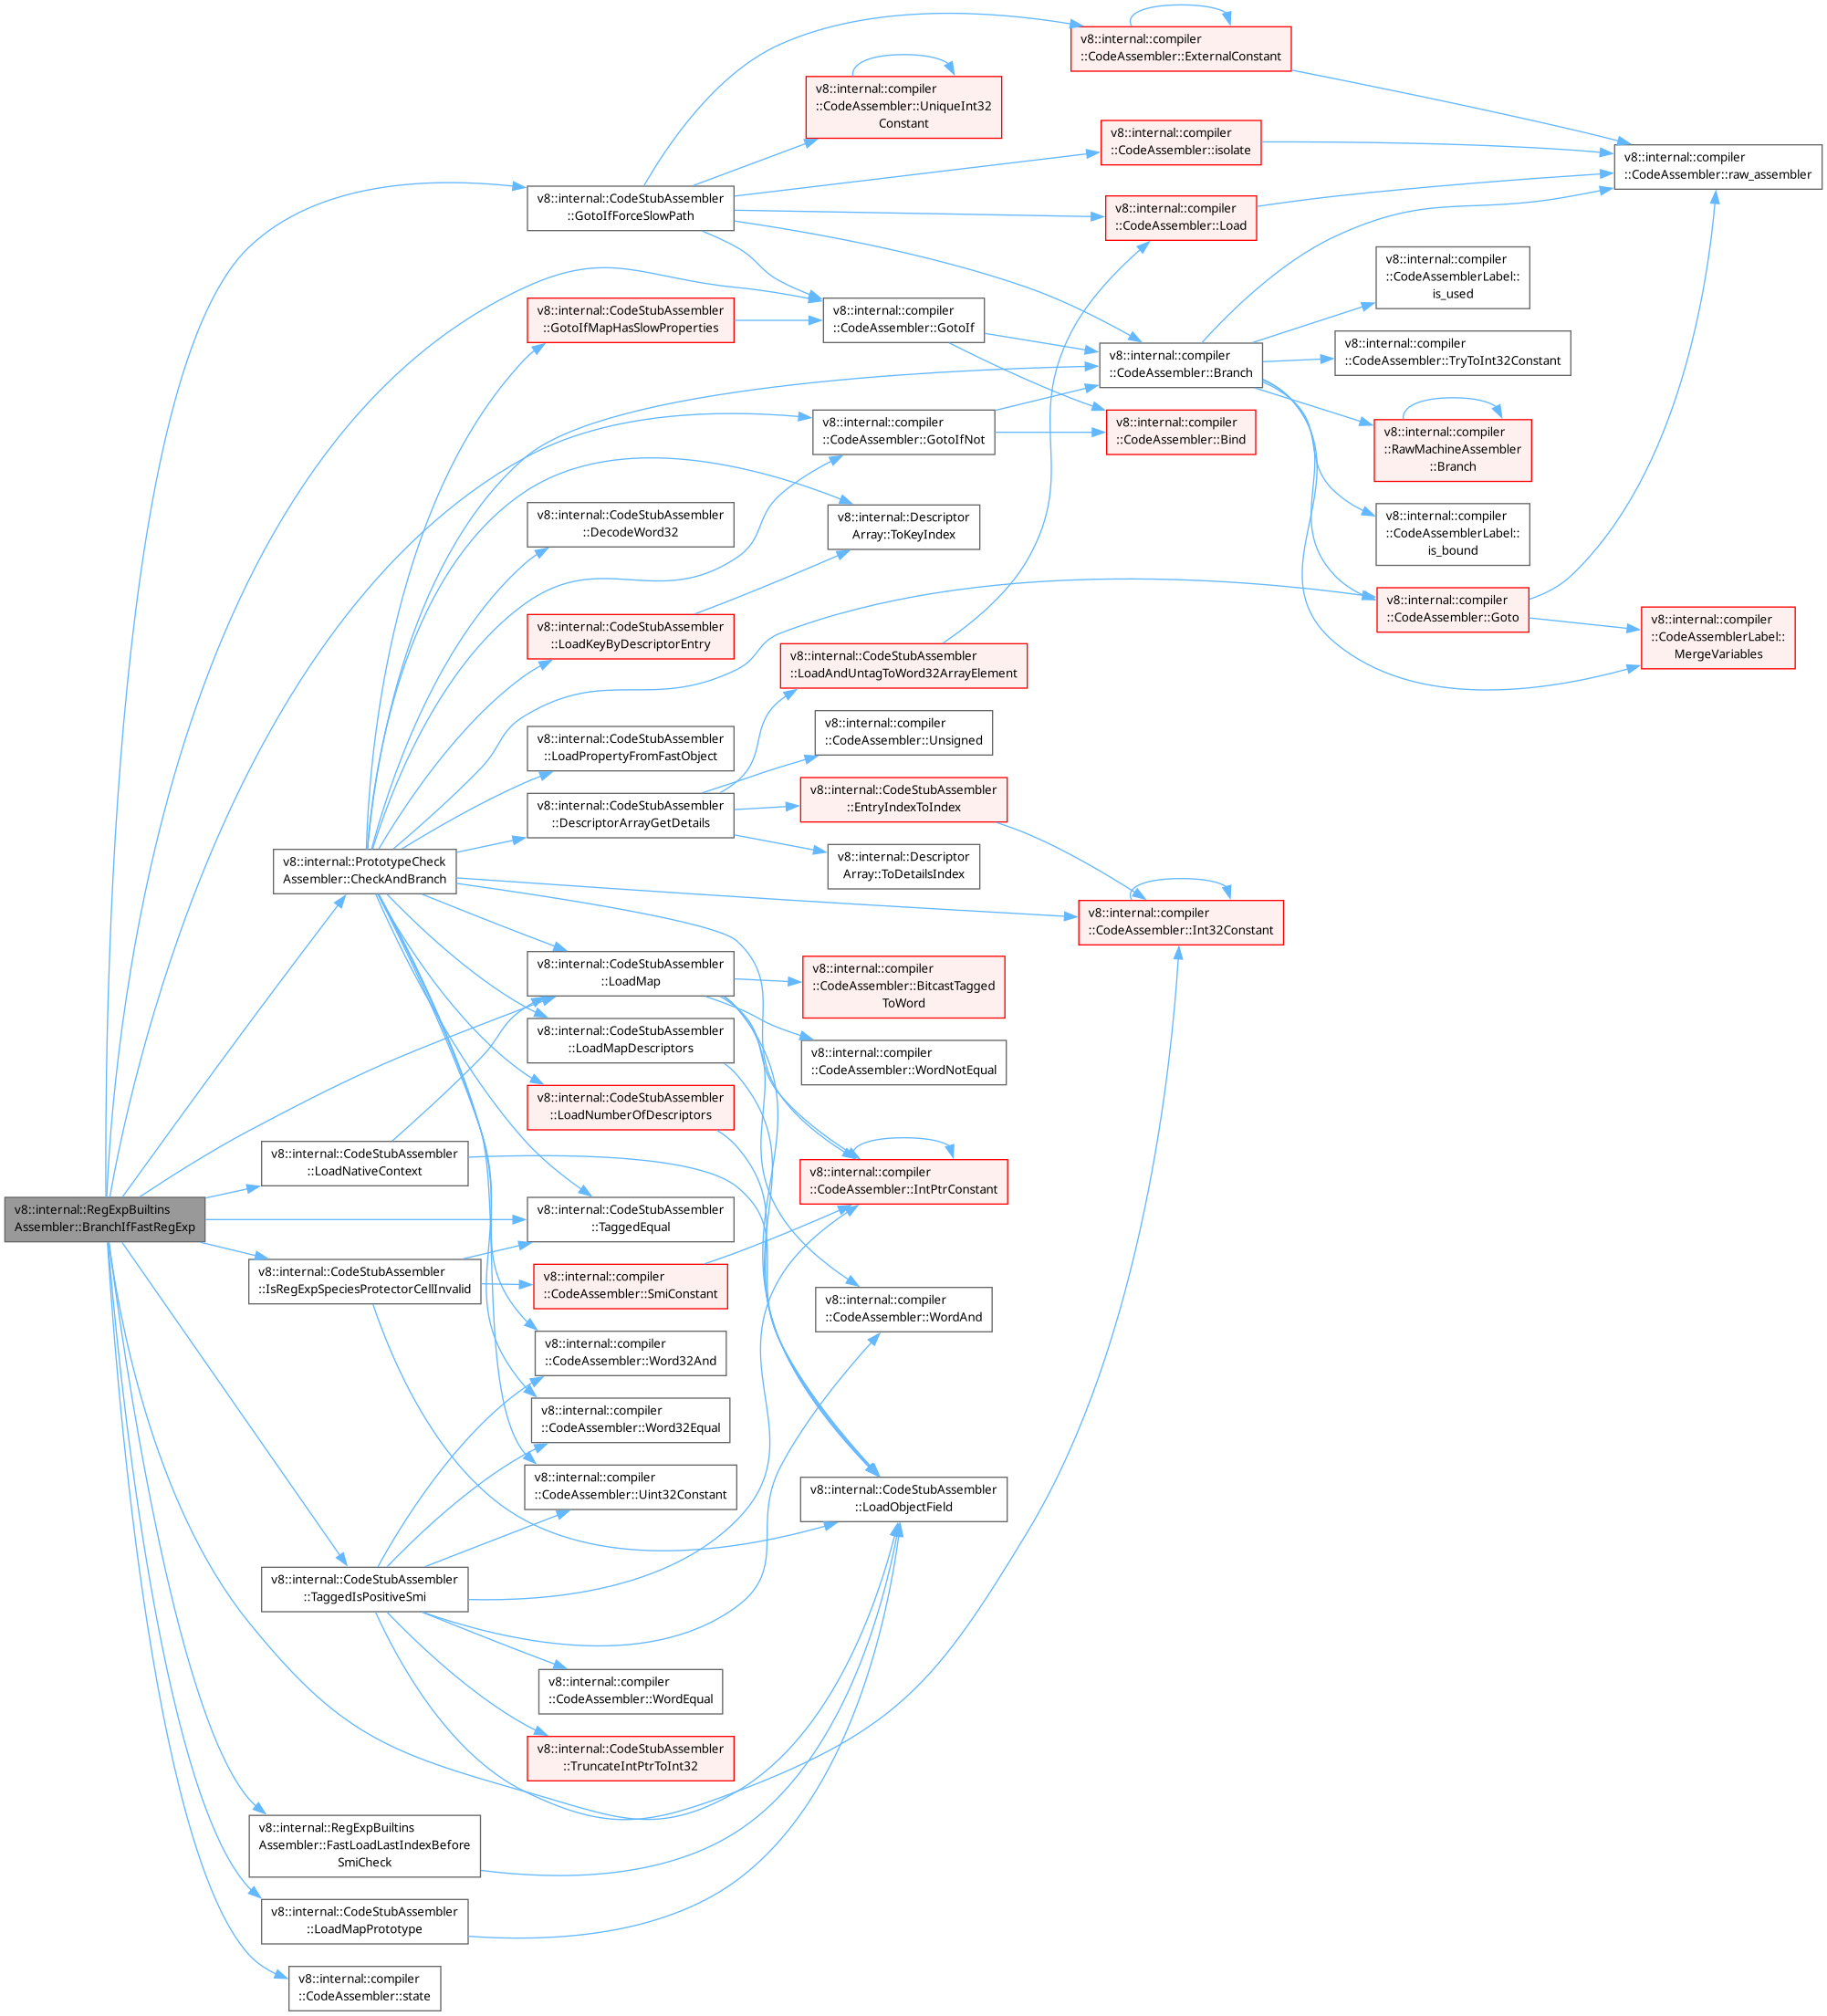 v8::internal::RegExpBuiltins
Assembler::BranchIfFastRegExp
v8::internal::PrototypeCheck
Assembler::CheckAndBranch
v8::internal::CodeStubAssembler
::LoadNativeContext
v8::internal::CodeStubAssembler
::IsRegExpSpeciesProtectorCellInvalid
v8::internal::CodeStubAssembler
::TaggedIsPositiveSmi
v8::internal::RegExpBuiltins
Assembler::FastLoadLastIndexBefore
SmiCheck
v8::internal::CodeStubAssembler
::LoadMapPrototype
v8::internal::compiler
::CodeAssembler::state
v8::internal::CodeStubAssembler
::GotoIfForceSlowPath
v8::internal::CodeStubAssembler
::GotoIfMapHasSlowProperties
v8::internal::CodeStubAssembler
::DecodeWord32
v8::internal::CodeStubAssembler
::LoadKeyByDescriptorEntry
v8::internal::CodeStubAssembler
::LoadPropertyFromFastObject
v8::internal::CodeStubAssembler
::DescriptorArrayGetDetails
v8::internal::CodeStubAssembler
::LoadMap
v8::internal::CodeStubAssembler
::LoadMapDescriptors
v8::internal::CodeStubAssembler
::LoadNumberOfDescriptors
v8::internal::CodeStubAssembler
::TaggedEqual
v8::internal::compiler
::CodeAssembler::SmiConstant
v8::internal::compiler
::CodeAssembler::Word32And
v8::internal::compiler
::CodeAssembler::Word32Equal
v8::internal::compiler
::CodeAssembler::Uint32Constant
v8::internal::compiler
::CodeAssembler::WordEqual
v8::internal::CodeStubAssembler
::TruncateIntPtrToInt32
v8::internal::compiler
::CodeAssembler::UniqueInt32
Constant
v8::internal::compiler
::CodeAssembler::GotoIf
v8::internal::compiler
::CodeAssembler::GotoIfNot
v8::internal::Descriptor
Array::ToKeyIndex
v8::internal::CodeStubAssembler
::LoadAndUntagToWord32ArrayElement
v8::internal::compiler
::CodeAssembler::Unsigned
v8::internal::CodeStubAssembler
::EntryIndexToIndex
v8::internal::Descriptor
Array::ToDetailsIndex
v8::internal::compiler
::CodeAssembler::BitcastTagged
ToWord
v8::internal::compiler
::CodeAssembler::WordNotEqual
v8::internal::compiler
::CodeAssembler::IntPtrConstant
v8::internal::compiler
::CodeAssembler::WordAnd
v8::internal::CodeStubAssembler
::LoadObjectField
v8::internal::compiler
::CodeAssembler::ExternalConstant
v8::internal::compiler
::CodeAssembler::isolate
v8::internal::compiler
::CodeAssembler::Load
v8::internal::compiler
::CodeAssembler::Branch
v8::internal::compiler
::CodeAssembler::Bind
v8::internal::compiler
::CodeAssembler::Int32Constant
v8::internal::compiler
::CodeAssemblerLabel::
is_used
v8::internal::compiler
::CodeAssembler::TryToInt32Constant
v8::internal::compiler
::RawMachineAssembler
::Branch
v8::internal::compiler
::CodeAssemblerLabel::
is_bound
v8::internal::compiler
::CodeAssembler::Goto
v8::internal::compiler
::CodeAssembler::raw_assembler
v8::internal::compiler
::CodeAssemblerLabel::
MergeVariables